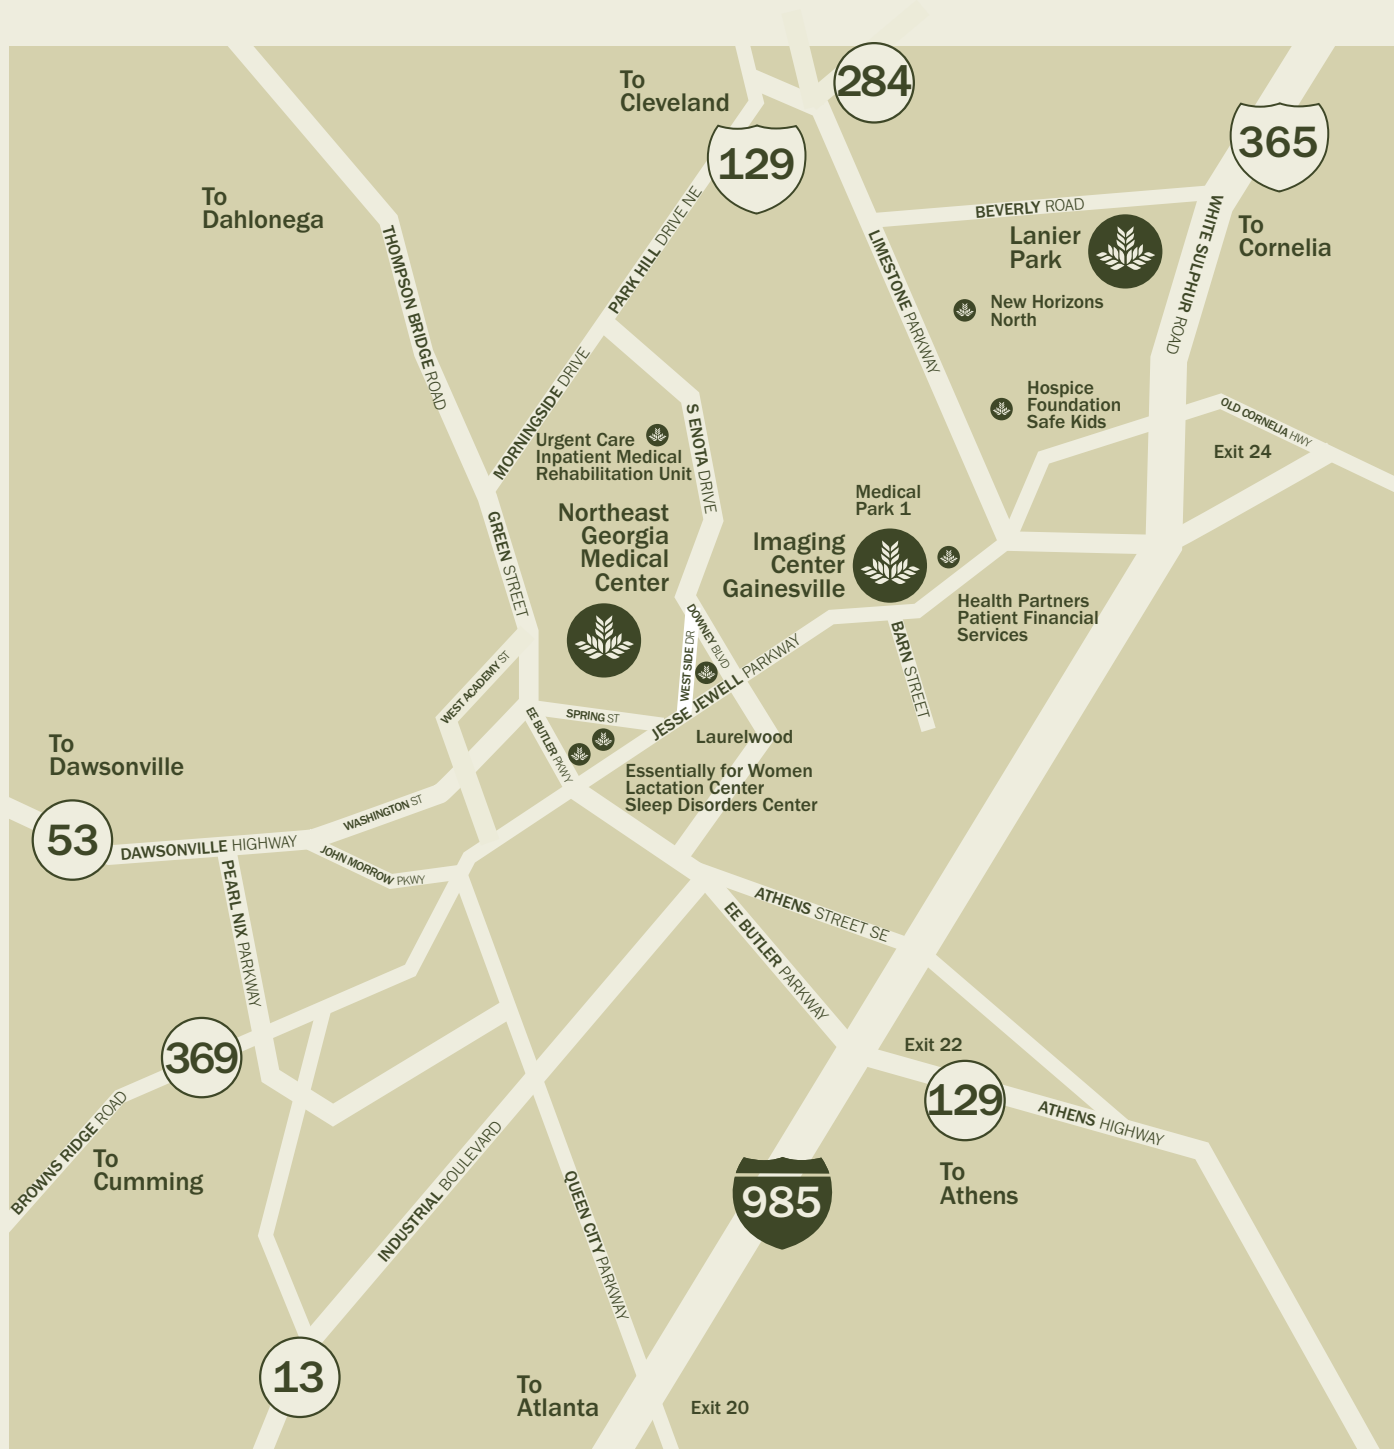 To
Cleveland
284
129
365
To
Dahlonega
To
Cornelia
BEVERLY ROAD
Lanier
Park
WHITE SULPHUR ROAD
THOMPSON BRIDGE ROAD
PARK HILL DRIVE NE
LIMESTONE PARKWAY
New Horizons
North
MORNINGSIDE DRIVE
S ENOTA DRIVE
Hospice
Foundation
Safe Kids
OLD CORNELIA HWY
Exit 24
Urgent Care
Inpatient Medical
Rehabilitation Unit
Northeast
Georgia
Medical
Center
GREEN STREET
Medical
Park 1
Imaging
Center
Gainesville
Health Partners
Patient Financial
Services
DOWNEY BLVD
WEST SIDE DR
JESSE JEWELL PARKWAY
BARN STREET
WEST ACADEMY ST
EE BUTLER PKWY
SPRING ST
Laurelwood
Essentially for Women
Lactation Center
Sleep Disorders Center
To
Dawsonville
53
DAWSONVILLE HIGHWAY
WASHINGTON ST
JOHN MORROW PKWY
PEARL NIX PARKWAY
ATHENS STREET SE
EE BUTLER PARKWAY
369
Exit 22
129
ATHENS HIGHWAY
BROWNS RIDGE ROAD
To
Cumming
INDUSTRIAL BOULEVARD
QUEEN CITY PARKWAY
985
To
Athens
13
To
Atlanta
Exit 20